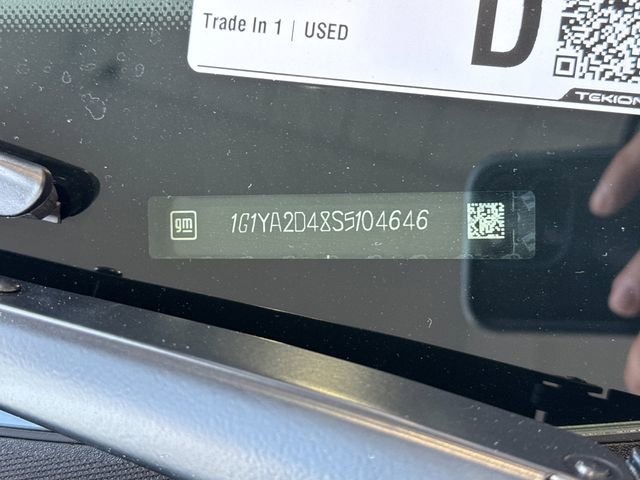 Trade In 1 | USED
D
TEKION
gm
1G1YA2D48S5104646